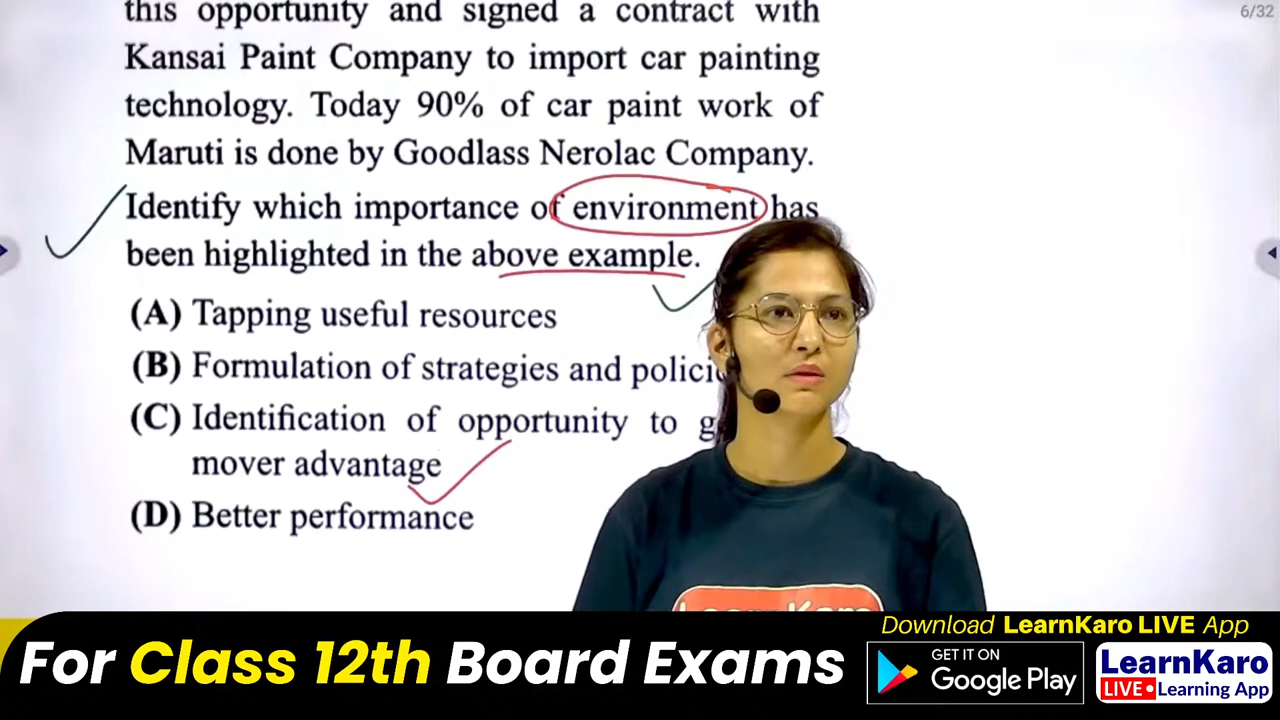 this opportunity and signed a contract with
6/32
Kansai Paint Company to import car painting
technology. Today 90% of car paint work of
Maruti is done by Goodlass Nerolac Company.
Identify which importance of environment has
been highlighted in the above example.
(A) Tapping useful resources
(B) Formulation of strategies and
(C) Identification of opportunity to
mover advantage
(D) Better performance
For Class 12th Board Exams
Download LearnKaro LIVE App
GET IT ON
Google Play
LearnKaro
LIVE Learning App